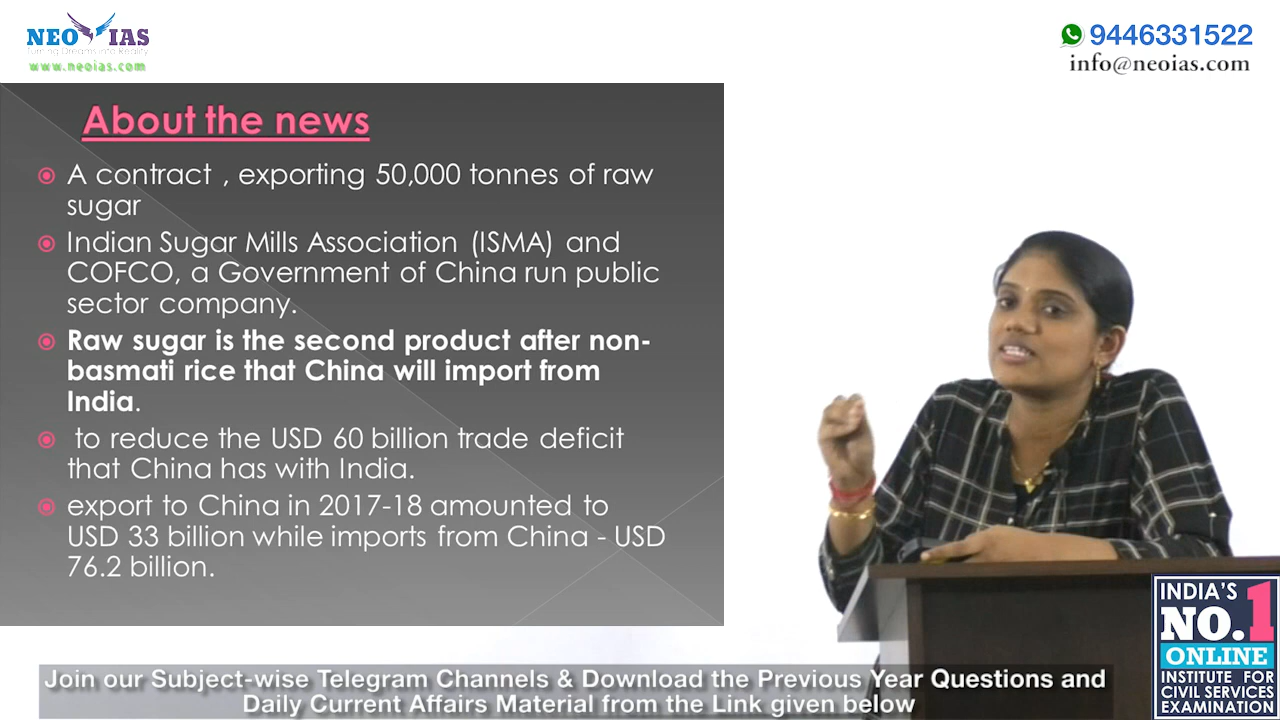 NEO IAS
Turning Dreams into Reality
www.neoias.com
9446331522
info@neoias.com
About the news
A contract , exporting 50,000 tonnes of raw
sugar
Indian Sugar Mills Association (ISMA) and
COFCO, a Government of China run public
sector company.
Raw sugar is the second product after non-
basmati rice that China will import from
India.
to reduce the USD 60 billion trade deficit
that China has with India.
export to China in 2017-18 amounted to
USD 33 billion while imports from China - USD
76.2 billion.
INDIA'S
NO.1
ONLINE
INSTITUTE FOR
CIVIL SERVICES
EXAMINATION
Join our Subject-wise Telegram Channels & Download the Previous Year Questions and
Daily Current Affairs Material from the Link given below